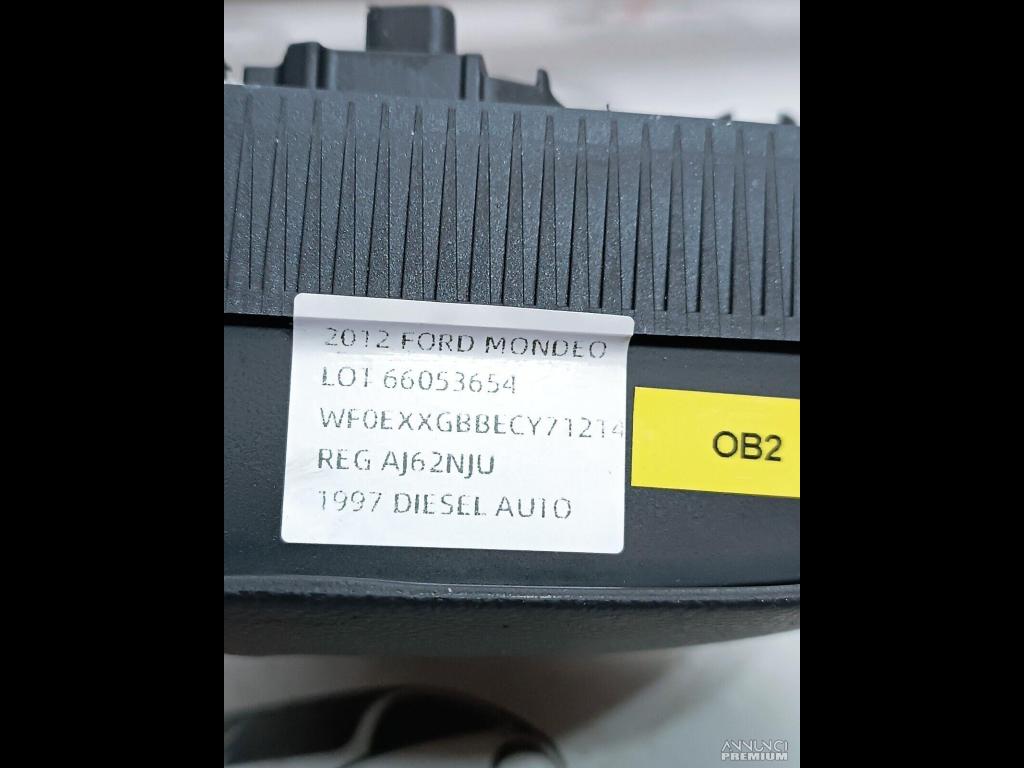 2012 FORD MONDEO
LOT 66053654
WF0EXXGBBECY71214
REG AJ62NJU
1997 DIESEL AUTO
OB2
ANNUNCI
PREMIUM